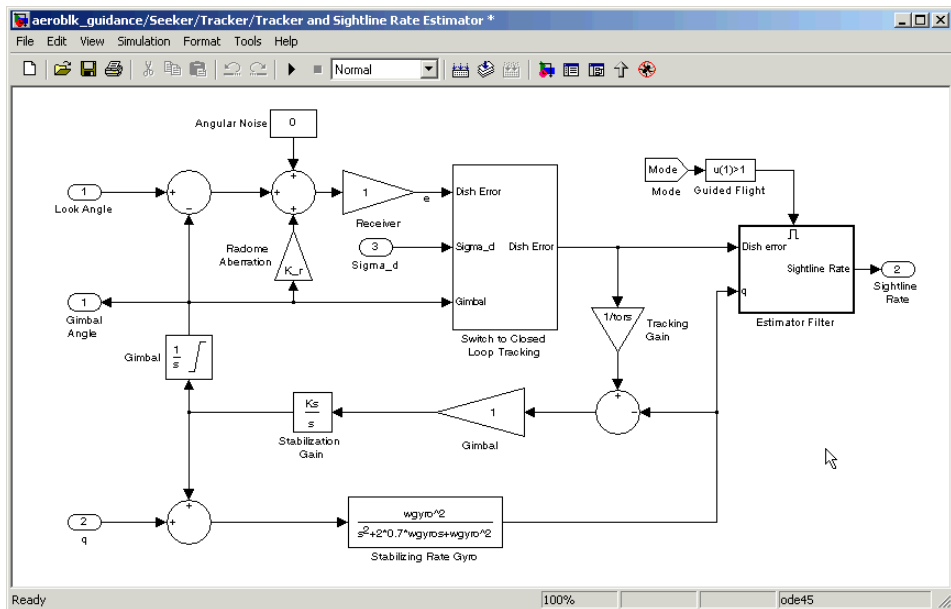 aeroblk_guidance/Seeker/Tracker/Tracker and Sightline Rate Estimator *
File Edit View Simulation Format Tools Help
Normal
Angular Noise
0
1
Look Angle
+
-
+
+
+
1
Receiver
e
Radome
Aberration
K_r
3
Sigma_d
Dish Error
Sigma_d
Gimbal
Dish Error
Switch to Closed
Loop Tracking
Mode
Mode
u(1)>1
Guided Flight
Dish error
Sightline Rate
q
Estimator Filter
2
Sightline
Rate
1
Gimbal
Angle
Gimbal
1
s
1/tors
Tracking
Gain
Ks
s
Stabilization
Gain
1
Gimbal
+
-
2
q
+
+
wgyro^2
s^2+2*0.7*wgyros+wgyro^2
Stabilizing Rate Gyro
Ready
100%
ode45